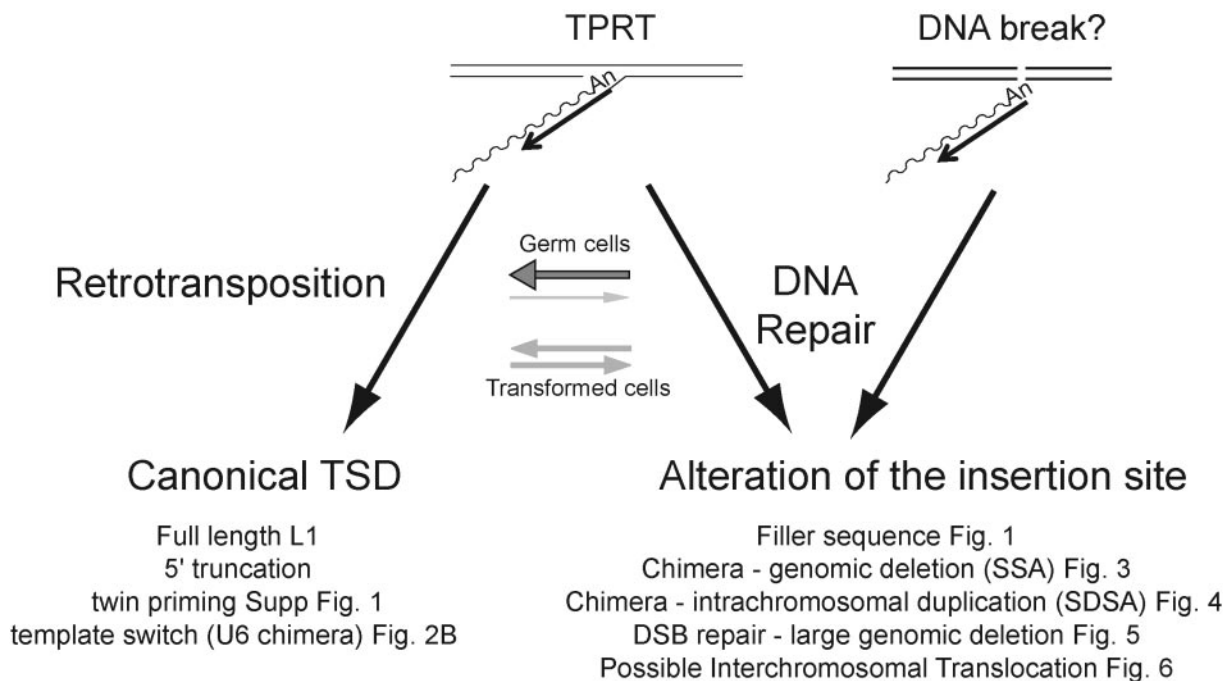 TPRT
DNA break?
An
An
Germ cells
Retrotransposition
DNA
Repair
Transformed cells
Canonical TSD
Full length L1
5' truncation
twin priming Supp Fig. 1
template switch (U6 chimera) Fig. 2B
Alteration of the insertion site
Filler sequence Fig. 1
Chimera - genomic deletion (SSA) Fig. 3
Chimera - intrachromosomal duplication (SDSA) Fig. 4
DSB repair - large genomic deletion Fig. 5
Possible Interchromosomal Translocation Fig. 6